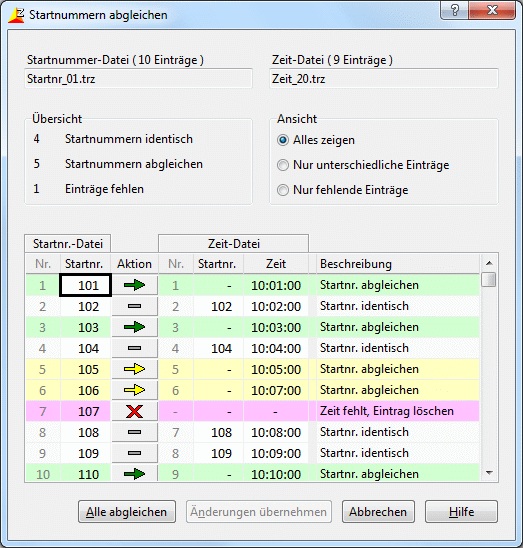 Startnummern abgleichen
Startnummer-Datei ( 10 Einträge )
Zeit-Datei ( 9 Einträge )
Startnr_01.trz
Zeit_20.trz
Übersicht
4 Startnummern identisch
5 Startnummern abgleichen
1 Einträge fehlen
Ansicht
Alles zeigen
Nur unterschiedliche Einträge
Nur fehlende Einträge
Startnr.-Datei Zeit-Datei
Nr. Startnr. Aktion Nr. Startnr. Zeit Beschreibung
1 101 1 - 10:01:00 Startnr. abgleichen
2 102 2 102 10:02:00 Startnr. identisch
3 103 3 - 10:03:00 Startnr. abgleichen
4 104 4 104 10:04:00 Startnr. identisch
5 105 5 - 10:05:00 Startnr. abgleichen
6 106 6 - 10:07:00 Startnr. abgleichen
7 107 - - - Zeit fehlt, Eintrag löschen
8 108 7 108 10:08:00 Startnr. identisch
9 109 8 109 10:09:00 Startnr. identisch
10 110 9 - 10:10:00 Startnr. abgleichen
Alle abgleichen Änderungen übernehmen Abbrechen Hilfe